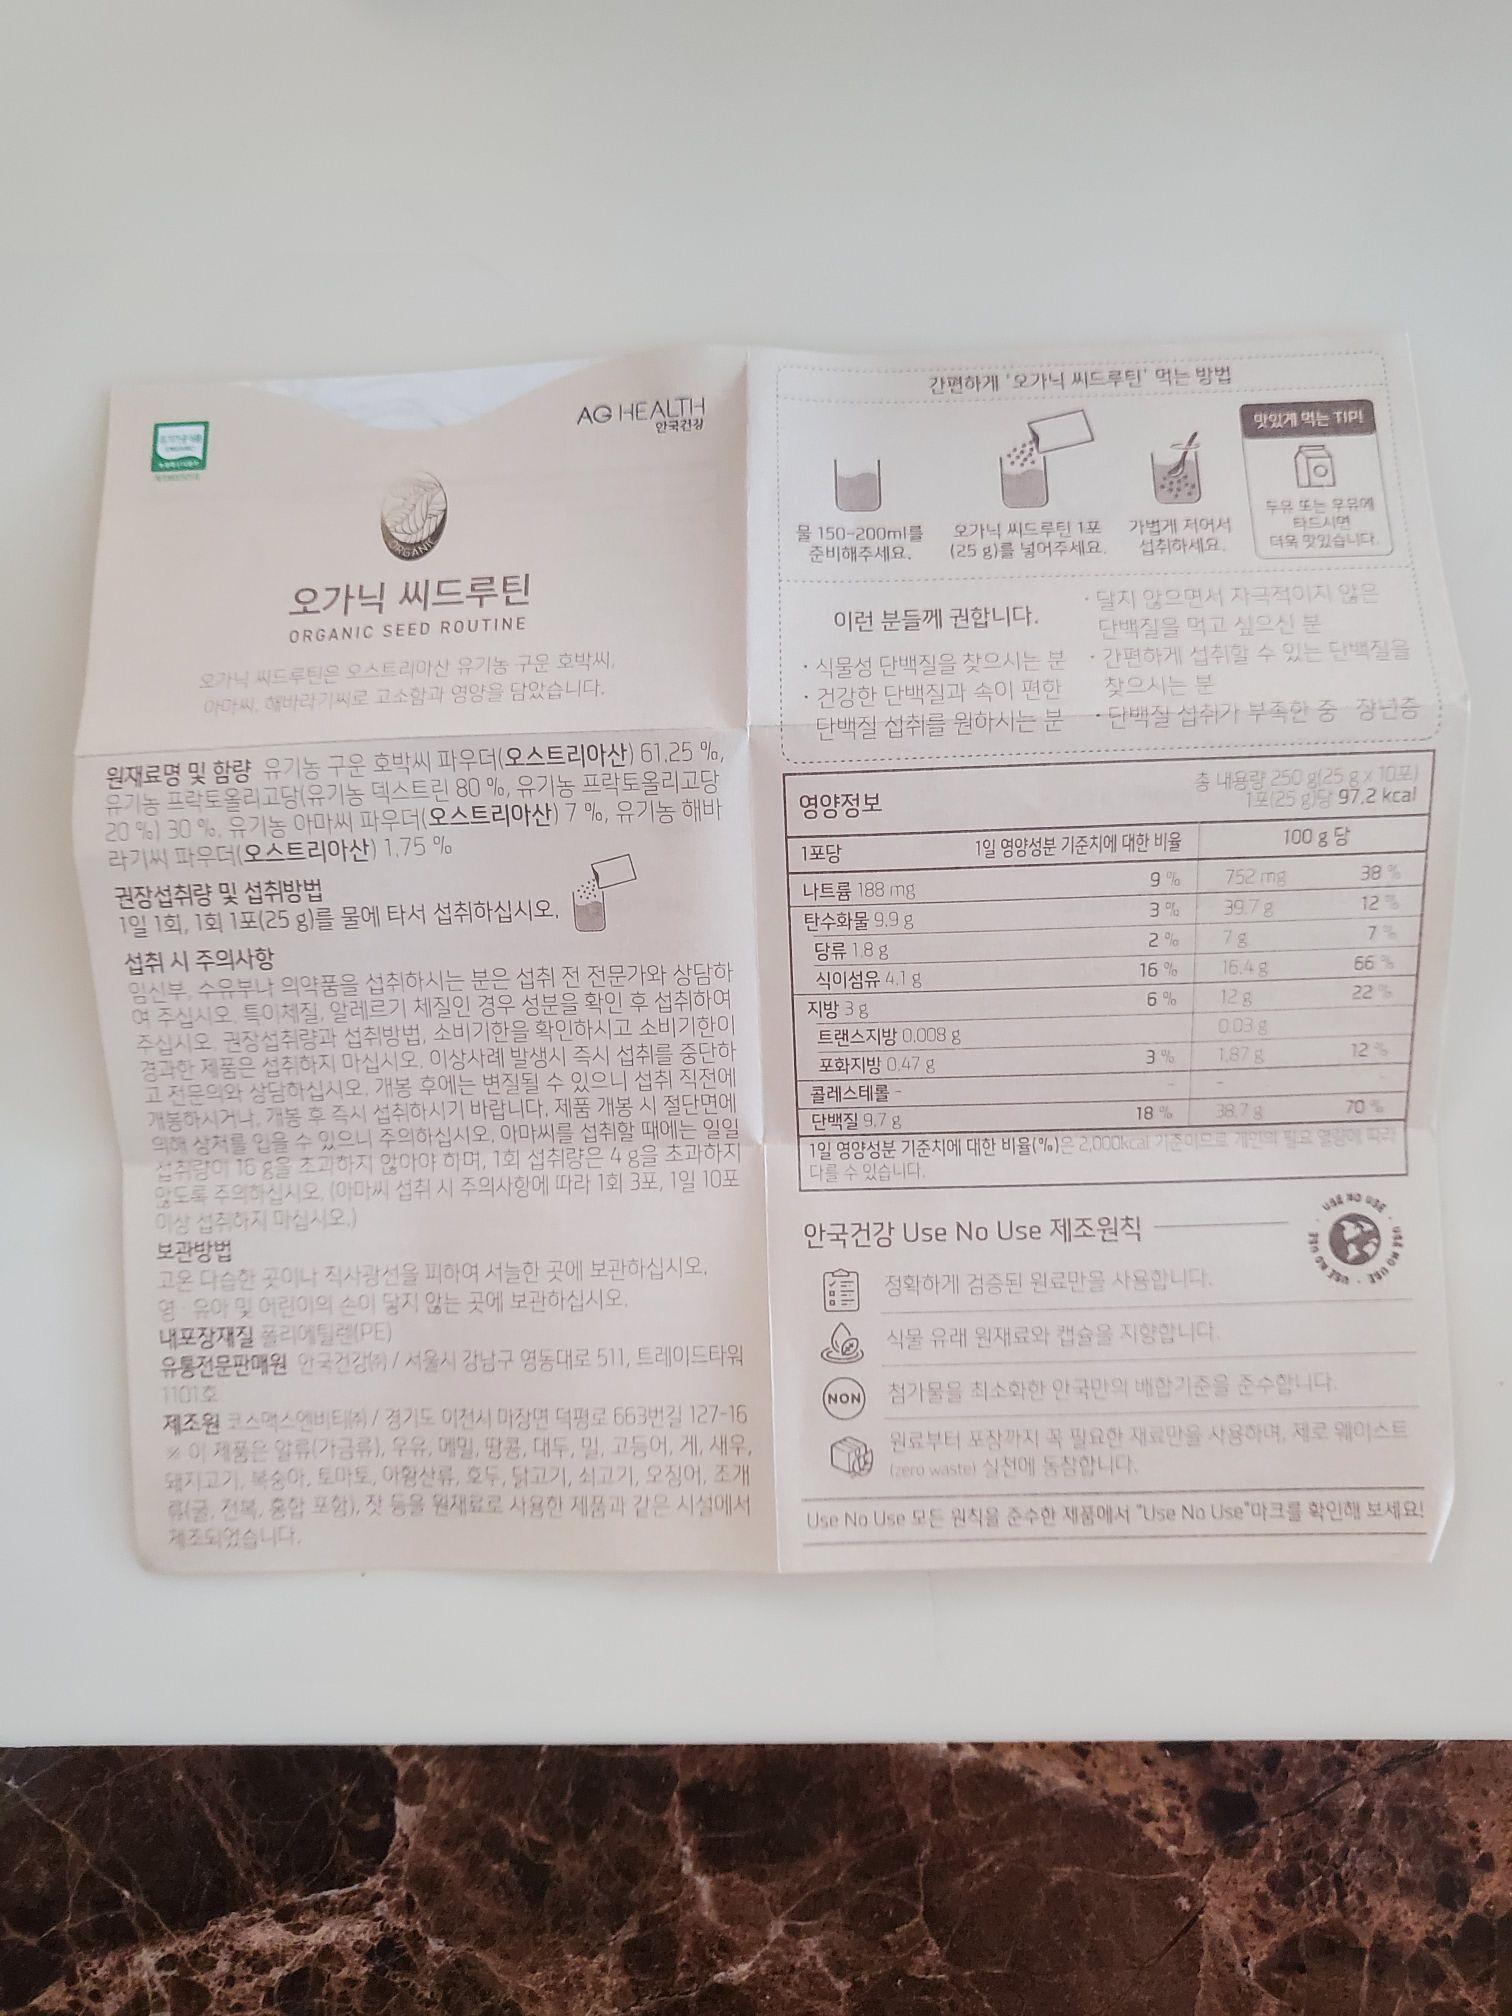 AG HEALTH
안국건강
ORGANIC
오가닉 씨드루틴
ORGANIC SEED ROUTINE
오가닉 씨드루틴은 오스트리아산 유기농 구운 호박씨,
아마씨, 해바라기씨로 고소함과 영양을 담았습니다.
원재료명 및 함량 유기농 구운 호박씨 파우더(오스트리아산) 61.25 %,
유기농 프락토올리고당(유기농 덱스트린 80 %, 유기농 프락토올리고당
20 %) 30 %, 유기농 아마씨 파우더(오스트리아산) 7 %, 유기농 해바
라기씨 파우더(오스트리아산) 1.75 %
권장섭취량 및 섭취방법
1일 1회, 1회 1포(25 g)를 물에 타서 섭취하십시오.
섭취 시 주의사항
임신부, 수유부나 의약품을 섭취하시는 분은 섭취 전 전문가와 상담하
여 주십시오. 특이체질, 알레르기 체질인 경우 성분을 확인 후 섭취하여
주십시오. 권장섭취량과 섭취방법, 소비기한을 확인하시고 소비기한이
경과한 제품은 섭취하지 마십시오. 이상사례 발생시 즉시 섭취를 중단하
고 전문의와 상담하십시오. 개봉 후에는 변질될 수 있으니 섭취 직전에
개봉하시거나, 개봉 후 즉시 섭취하시기 바랍니다. 제품 개봉 시 절단면에
의해 상처를 입을 수 있으니 주의하십시오. 아마씨를 섭취할 때에는 일일
섭취량이 16 g을 초과하지 않아야 하며, 1회 섭취량은 4 g을 초과하지
않도록 주의하십시오. (아마씨 섭취 시 주의사항에 따라 1회 3포, 1일 10포
이상 섭취하지 마십시오.)
보관방법
고온 다습한 곳이나 직사광선을 피하여 서늘한 곳에 보관하십시오.
영·유아 및 어린이의 손이 닿지 않는 곳에 보관하십시오.
내포장재질 폴리에틸렌(PE)
유통전문판매원 안국건강㈜ / 서울시 강남구 영동대로 511, 트레이드타워
1101호
제조원 코스맥스엔비티㈜ / 경기도 이천시 마장면 덕평로 663번길 127-16
※ 이 제품은 알류(가금류), 우유, 메밀, 땅콩, 대두, 밀, 고등어, 게, 새우,
돼지고기, 복숭아, 토마토, 아황산류, 호두, 닭고기, 쇠고기, 오징어, 조개
류(굴, 전복, 홍합 포함), 잣 등을 원재료로 사용한 제품과 같은 시설에서
제조되었습니다.
간편하게 '오가닉 씨드루틴' 먹는 방법
물 150~200ml를
준비해주세요.
오가닉 씨드루틴 1포
(25 g)를 넣어주세요.
가볍게 저어서
섭취하세요.
맛있게 먹는 TIP!
두유 또는 우유에
타드시면
더욱 맛있습니다.
이런 분들께 권합니다.
· 식물성 단백질을 찾으시는 분
· 건강한 단백질과 속이 편한
단백질 섭취를 원하시는 분
· 달지 않으면서 자극적이지 않은
단백질을 먹고 싶으신 분
· 간편하게 섭취할 수 있는 단백질을
찾으시는 분
· 단백질 섭취가 부족한 중·장년층
영양정보
총 내용량 250 g(25 g x 10포)
1포(25 g)당 97.2 kcal
1포당 1일 영양성분 기준치에 대한 비율 100 g 당
나트륨 188 mg 9 % 752 mg 38 %
탄수화물 9.9 g 3 % 39.7 g 12 %
당류 1.8 g 2 % 7 g 7 %
식이섬유 4.1 g 16 % 16.4 g 66 %
지방 3 g 6 % 12 g 22 %
트랜스지방 0.008 g 0.03 g
포화지방 0.47 g 3 % 1.87 g 12 %
콜레스테롤 - - - -
단백질 9.7 g 18 % 38.7 g 70 %
1일 영양성분 기준치에 대한 비율(%)은 2,000kcal 기준이므로 개인의 필요 열량에 따라
다를 수 있습니다.
안국건강 Use No Use 제조원칙
USE NO USE · USE NO USE · USE NO USE ·
정확하게 검증된 원료만을 사용합니다.
식물 유래 원재료와 캡슐을 지향합니다.
NON
첨가물을 최소화한 안국만의 배합기준을 준수합니다.
원료부터 포장까지 꼭 필요한 재료만을 사용하며, 제로 웨이스트
(zero waste) 실천에 동참합니다.
Use No Use 모든 원칙을 준수한 제품에서 "Use No Use"마크를 확인해 보세요!